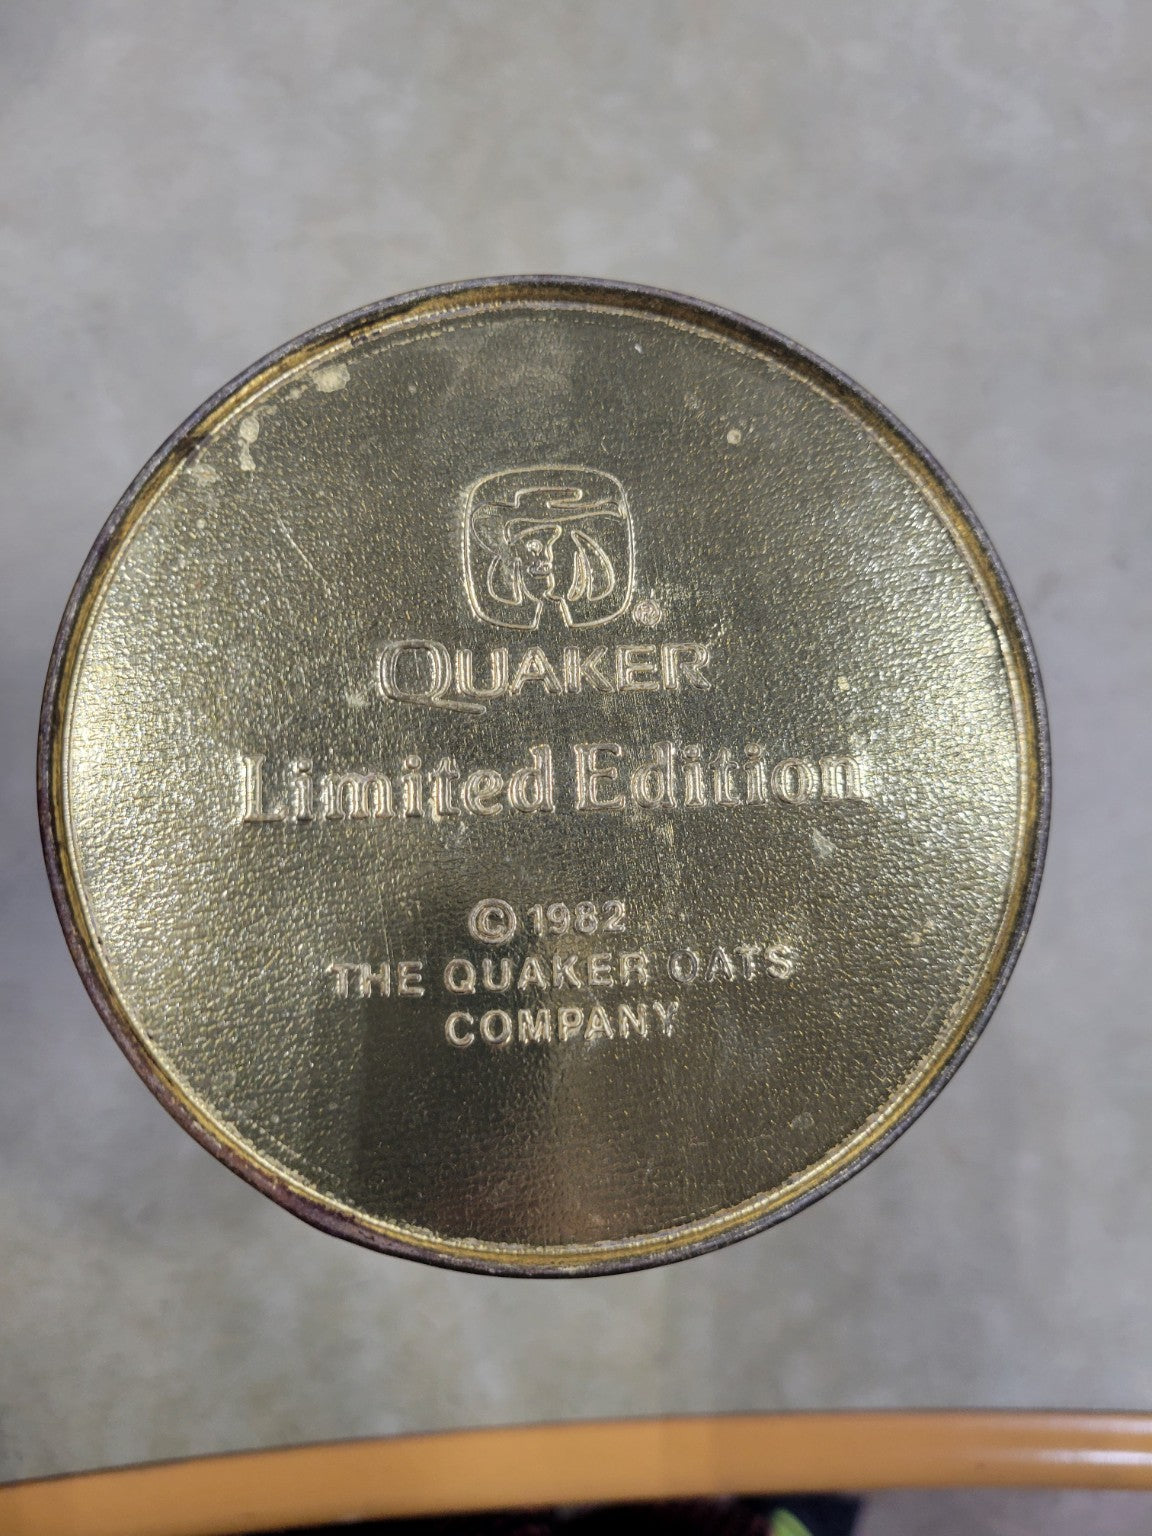 ®
QUAKER
Limited Edition
© 1982
THE QUAKER OATS
COMPANY